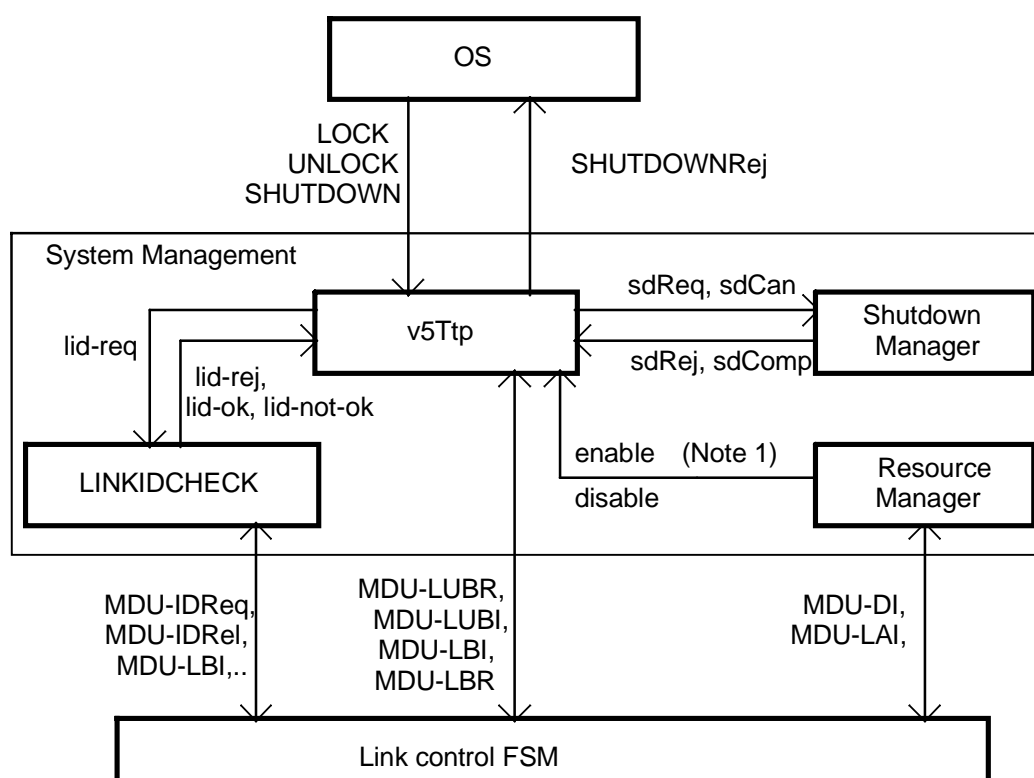 OS
LOCK
UNLOCK
SHUTDOWN
SHUTDOWNRej
System Management
v5Ttp
sdReq, sdCan
Shutdown
Manager
sdRej, sdComp
lid-req
lid-rej,
lid-ok, lid-not-ok
LINKIDCHECK
enable (Note 1)
disable
Resource
Manager
MDU-IDReq,
MDU-IDRel,
MDU-LBI,..
MDU-LUBR,
MDU-LUBI,
MDU-LBI,
MDU-LBR
MDU-DI,
MDU-LAI,
Link control FSM